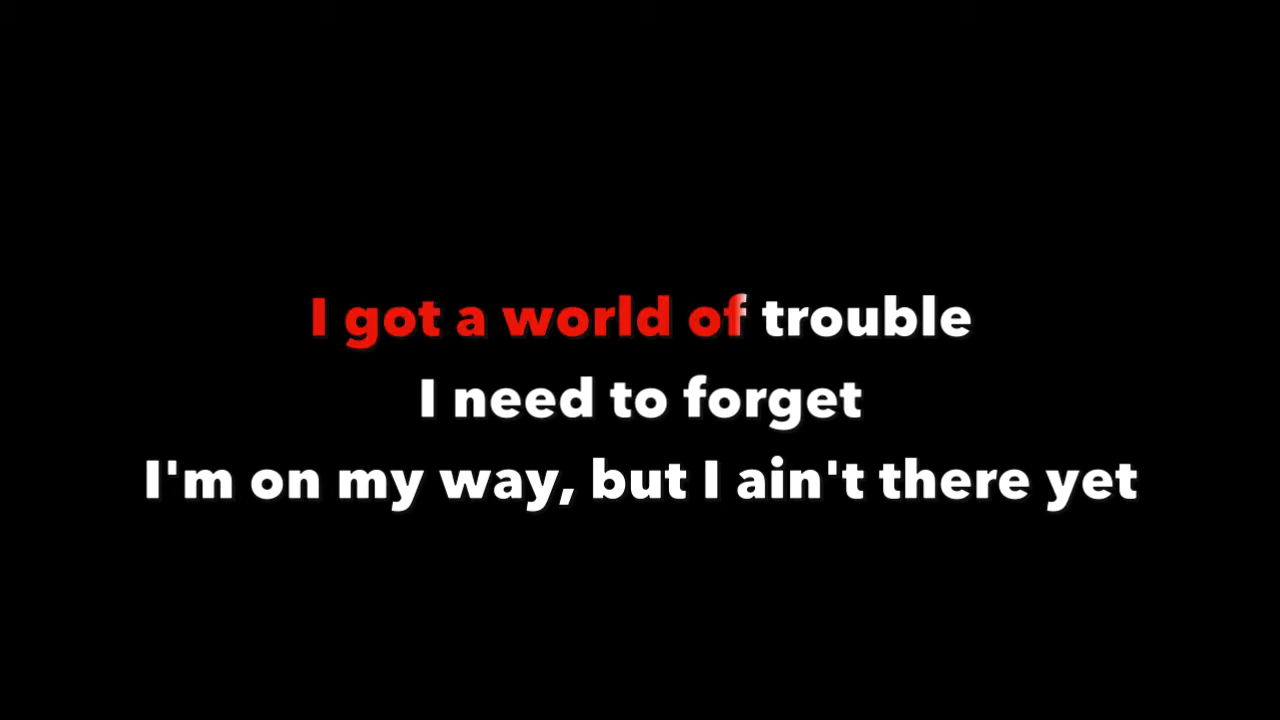 I got a world of trouble
I need to forget
I'm on my way, but I ain't there yet